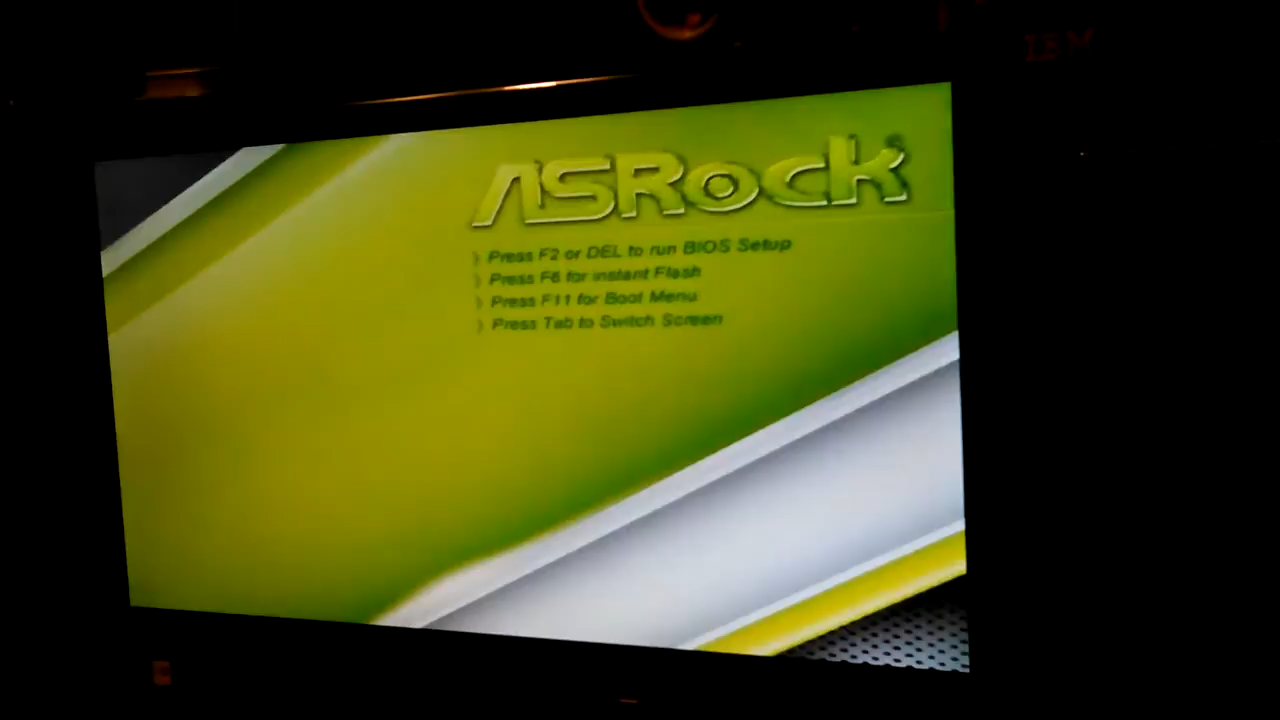 IBM
ASRock®
Press F2 or DEL to run BIOS Setup
Press F6 for instant Flash
Press F11 for Boot Menu
Press Tab to Switch Screen